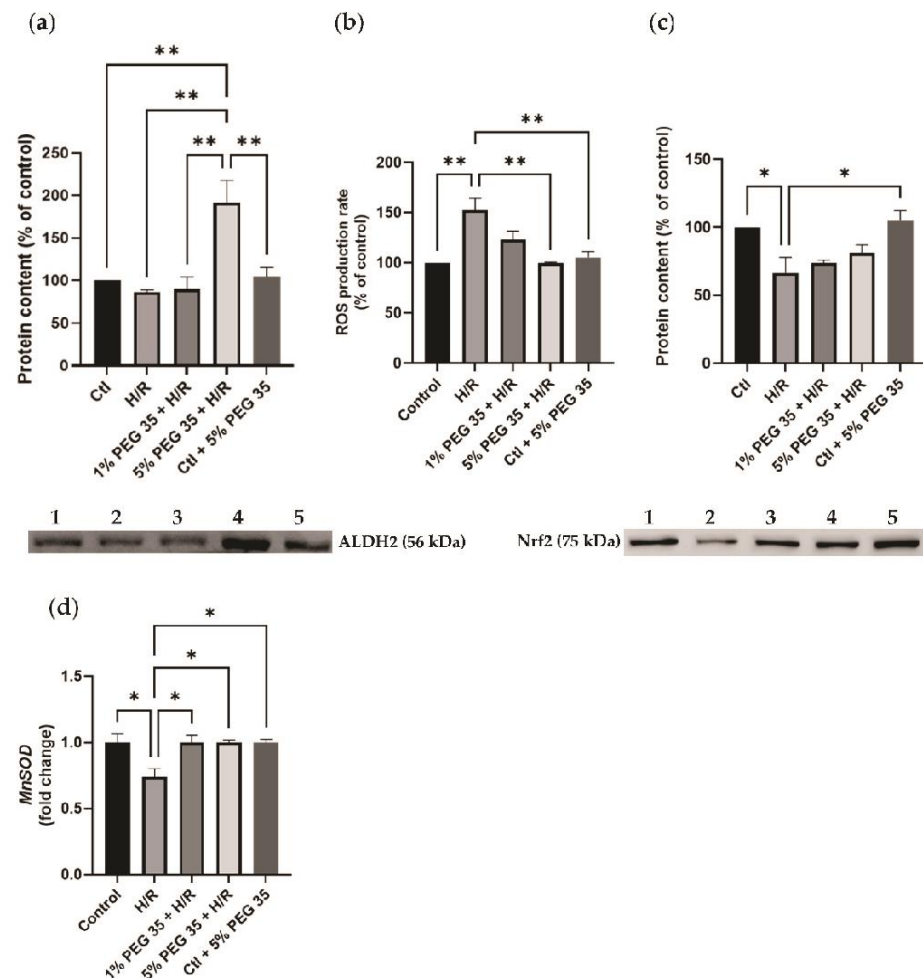 (a)
**
**
** **
Protein content (% of control)
250
200
150
100
50
0
Ctl
H/R
1% PEG 35 + H/R
5% PEG 35 + H/R
Ctl + 5% PEG 35
(b)
**
** **
ROS production rate
(% of control)
200
150
100
50
0
Control
H/R
1% PEG 35 + H/R
5% PEG 35 + H/R
Ctl + 5% PEG 35
(c)
* *
Protein content (% of control)
150
100
50
0
Ctl
H/R
1% PEG 35 + H/R
5% PEG 35 + H/R
Ctl + 5% PEG 35
1 2 3 4 5
ALDH2 (56 kDa)
1 2 3 4 5
Nrf2 (75 kDa)
(d)
*
*
* *
MnSOD
(fold change)
1.5
1.0
0.5
0.0
Control
H/R
1% PEG 35 + H/R
5% PEG 35 + H/R
Ctl + 5% PEG 35